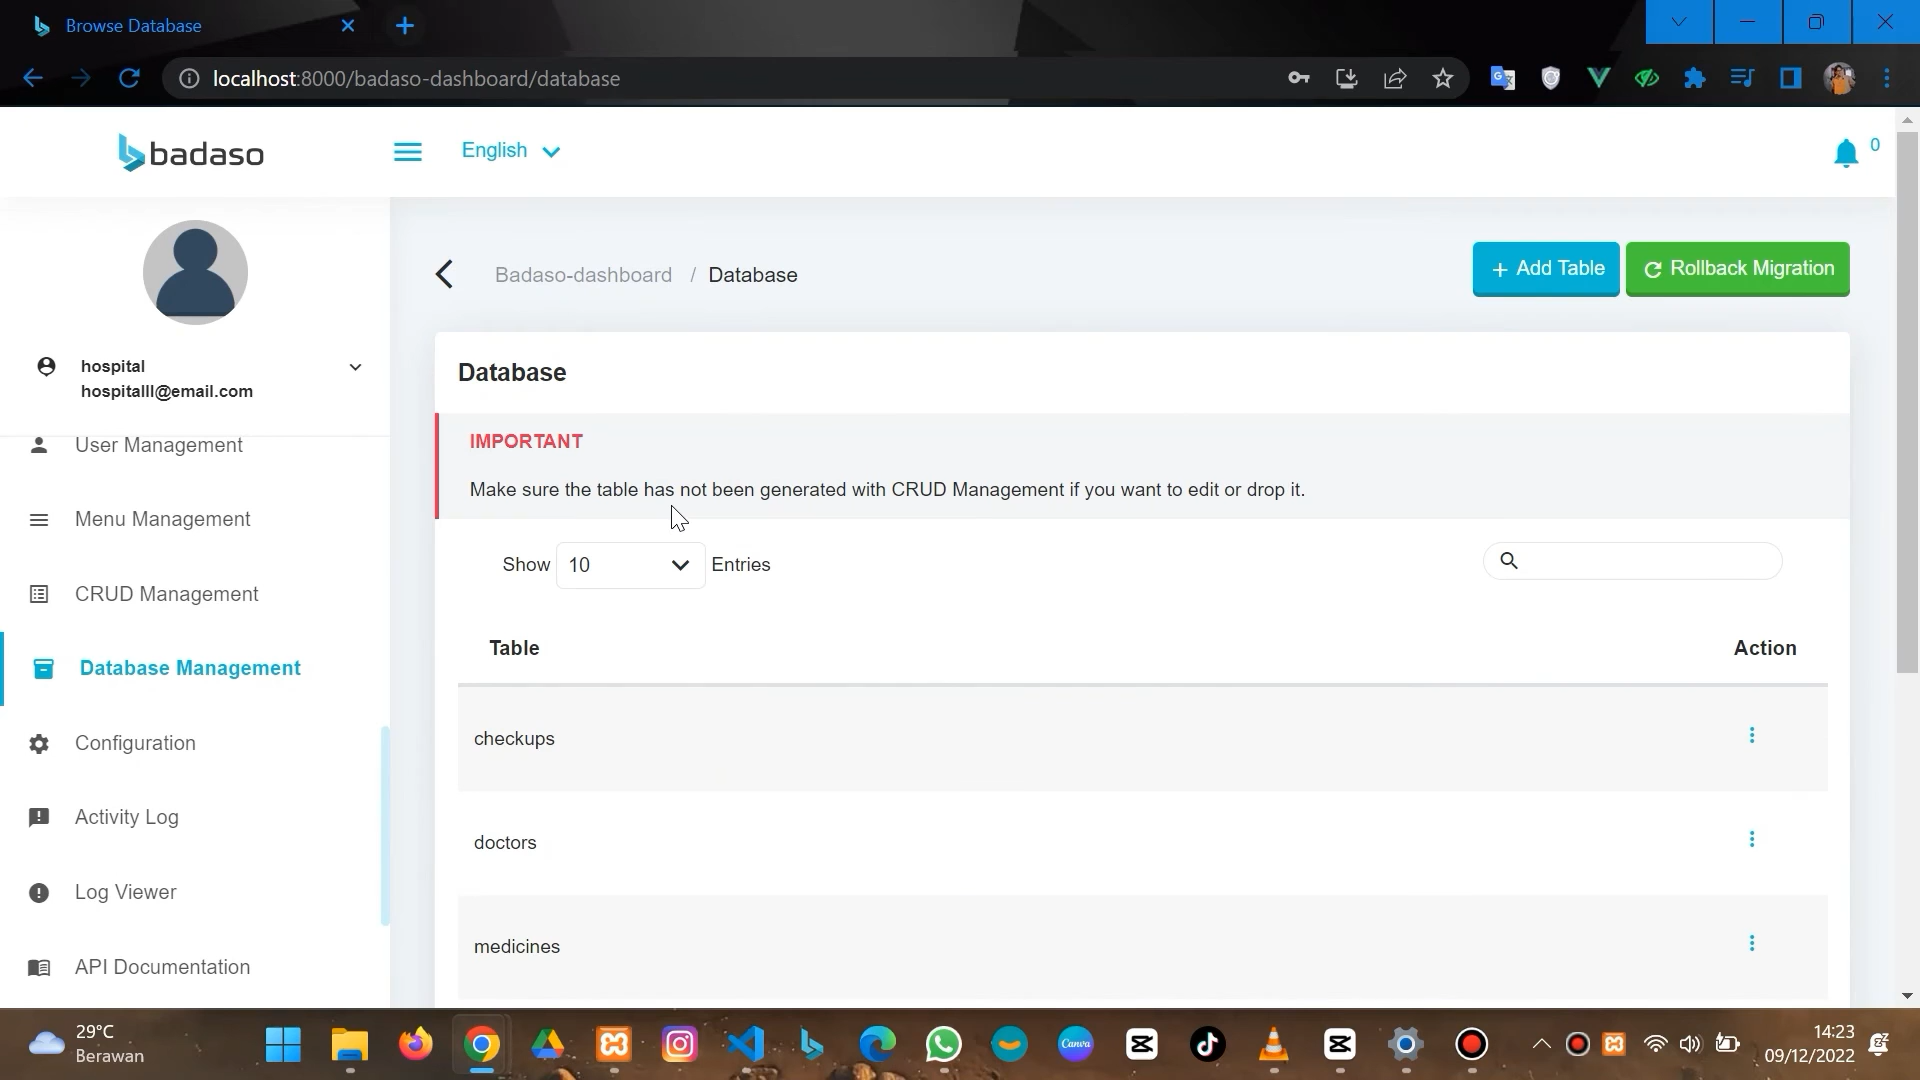 Browse Database
localhost:8000/badaso-dashboard/database
badaso
English
0
hospital
hospitalll@email.com
User Management
Menu Management
CRUD Management
Database Management
Configuration
Activity Log
Log Viewer
API Documentation
Badaso-dashboard / Database
+ Add Table
Rollback Migration
Database
IMPORTANT
Make sure the table has not been generated with CRUD Management if you want to edit or drop it.
Show 10 Entries
Table Action
checkups
doctors
medicines
29°C
Berawan
Canva
14:23
09/12/2022